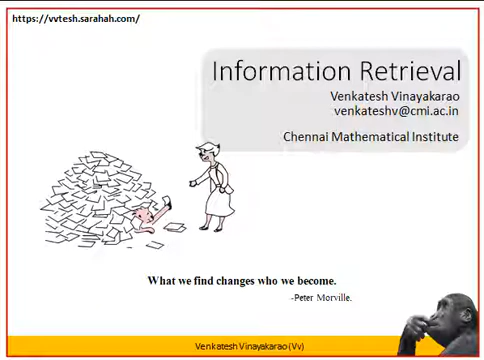 https://vvtesh.sarahah.com/
Information Retrieval
Venkatesh Vinayakarao
venkateshv@cmi.ac.in
Chennai Mathematical Institute
What we find changes who we become.
-Peter Morville.
Venkatesh Vinayakarao (Vv)